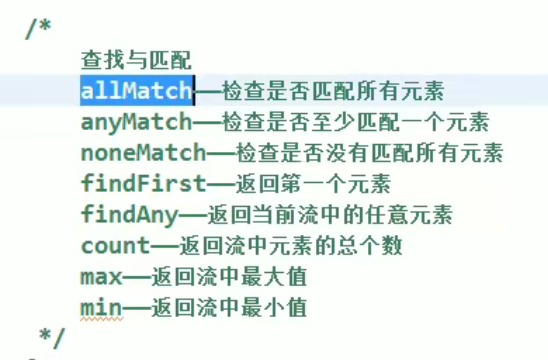 /*
查找与匹配
allMatch——检查是否匹配所有元素
anyMatch——检查是否至少匹配一个元素
noneMatch——检查是否没有匹配所有元素
findFirst——返回第一个元素
findAny——返回当前流中的任意元素
count——返回流中元素的总个数
max——返回流中最大值
min——返回流中最小值
*/